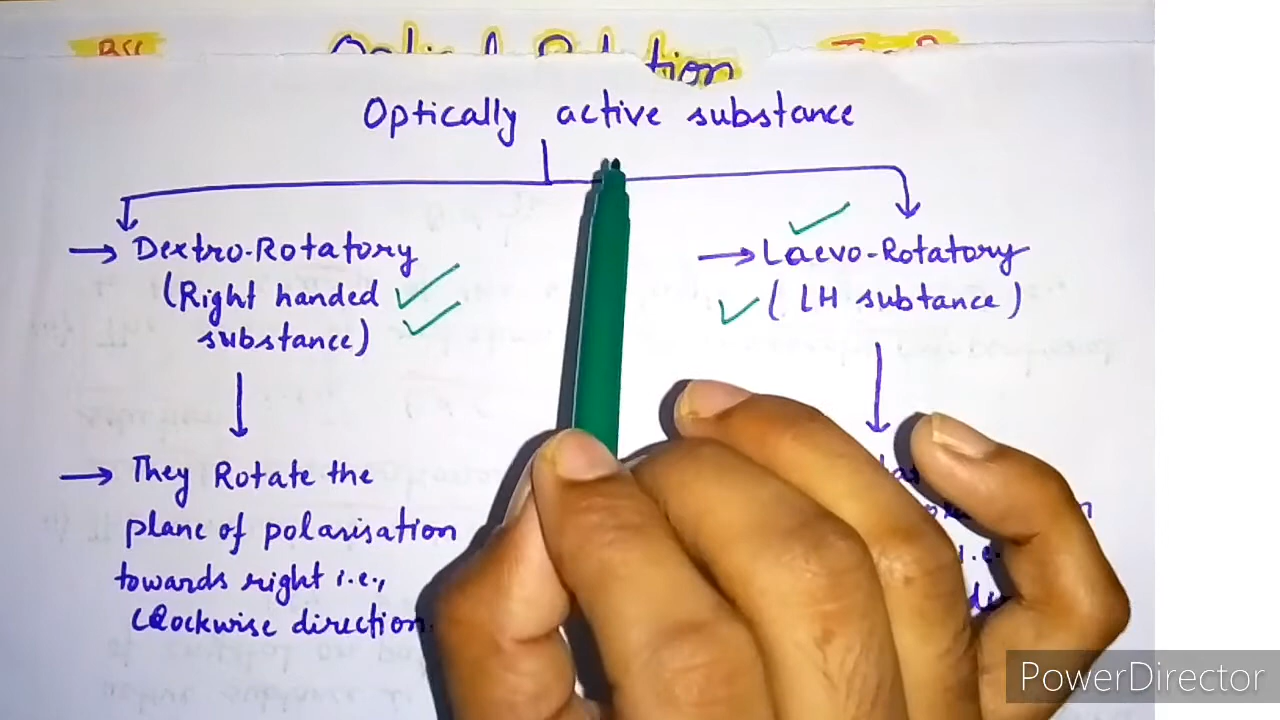 tion
Optically active substance
→ Dextro-Rotatory
(Right handed
substance)
→ Laevo-Rotatory
(LH subtance)
→ They Rotate the
plane of polarisation
towards right i.e.,
Clockwise direction.
i.e.
PowerDirector